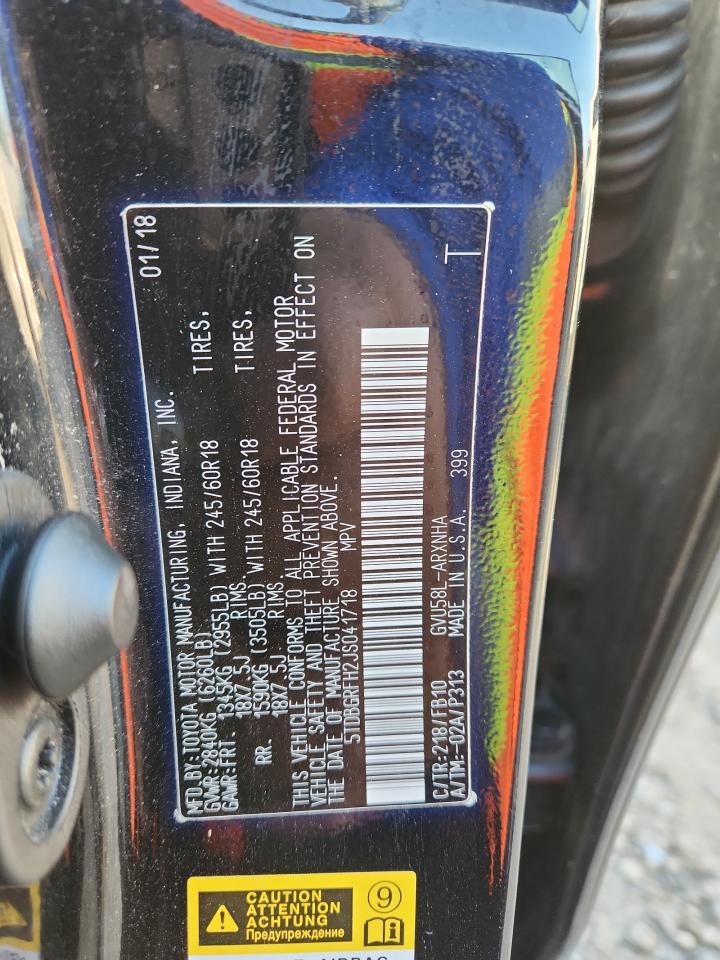 MFD.BY:TOYOTA MOTOR MANUFACTURING, INDIANA, INC. 01/18
GVWR:2840KG (6260LB)
GAWR:FRT. 1345KG (2955LB) WITH 245/60R18 TIRES,
18X7.5J RIMS.
RR. 1590KG (3505LB) WITH 245/60R18 TIRES,
18X7.5J RIMS.
THIS VEHICLE CONFORMS TO ALL APPLICABLE FEDERAL MOTOR
VEHICLE SAFETY AND THEFT PREVENTION STANDARDS IN EFFECT ON
THE DATE OF MANUFACTURE SHOWN ABOVE.
5TDBGRFH2JS041718 MPV
C/TR:218/FB10 GVU58L-ARXNHA T
A/TM:-02A/P313 MADE IN U.S.A. 399
CAUTION
ATTENTION
ACHTUNG
Предупреждение
9